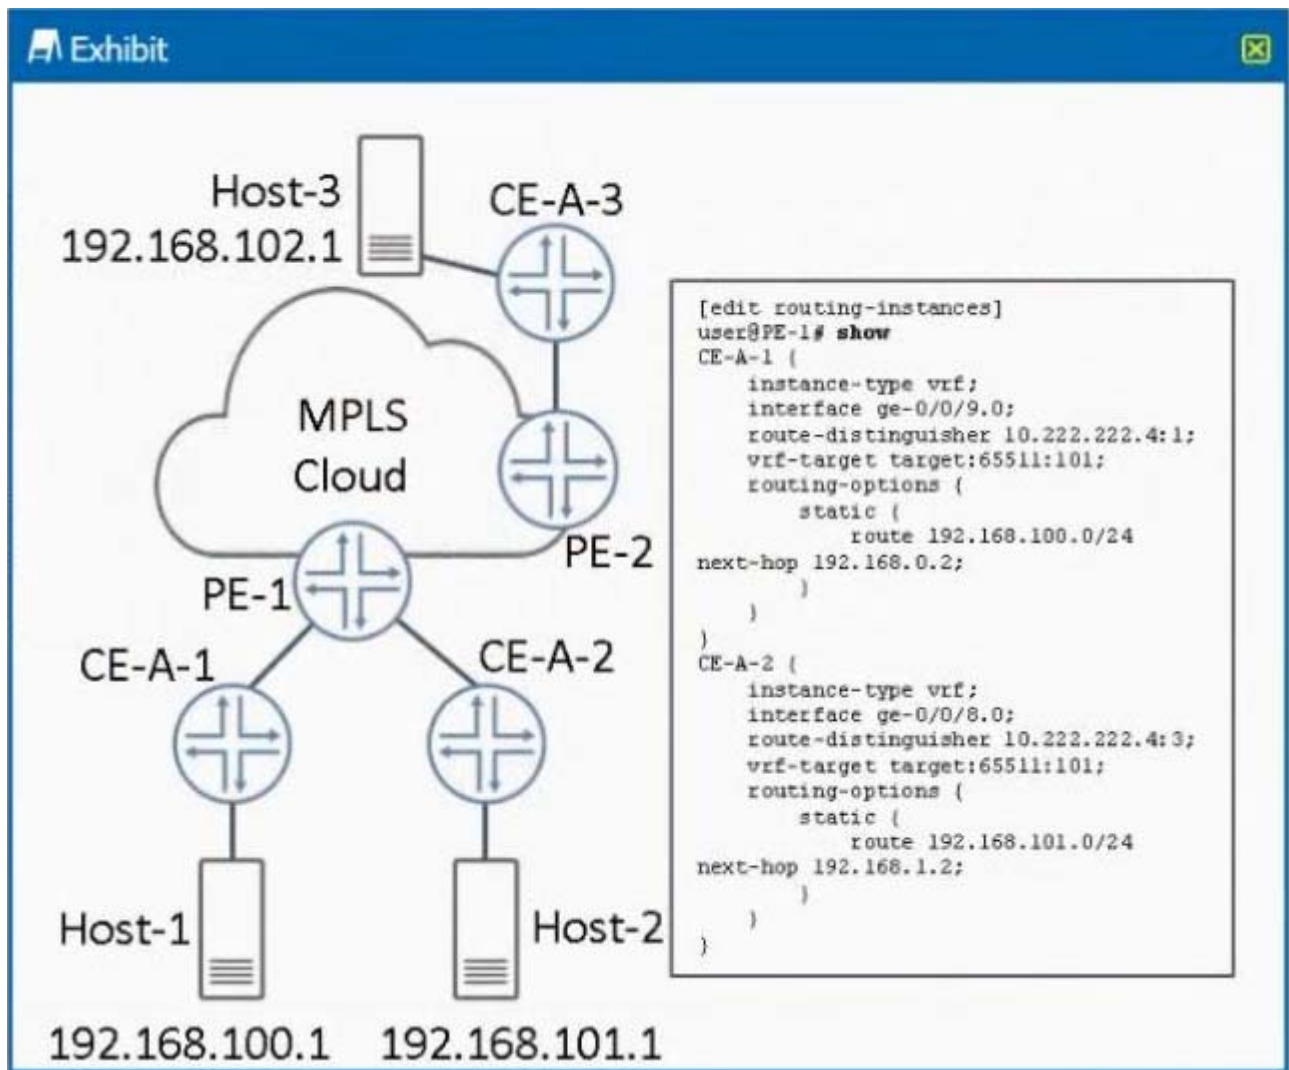 Exhibit
Host-3
192.168.102.1
CE-A-3
MPLS
Cloud
PE-2
PE-1
CE-A-1
CE-A-2
Host-1
Host-2
192.168.100.1
192.168.101.1
[edit routing-instances]
user@PE-1# show
CE-A-1 {
    instance-type vrf;
    interface ge-0/0/9.0;
    route-distinguisher 10.222.222.4:1;
    vrf-target target:65511:101;
    routing-options {
        static {
            route 192.168.100.0/24
next-hop 192.168.0.2;
        }
    }
}
CE-A-2 {
    instance-type vrf;
    interface ge-0/0/8.0;
    route-distinguisher 10.222.222.4:3;
    vrf-target target:65511:101;
    routing-options {
        static {
            route 192.168.101.0/24
next-hop 192.168.1.2;
        }
    }
}